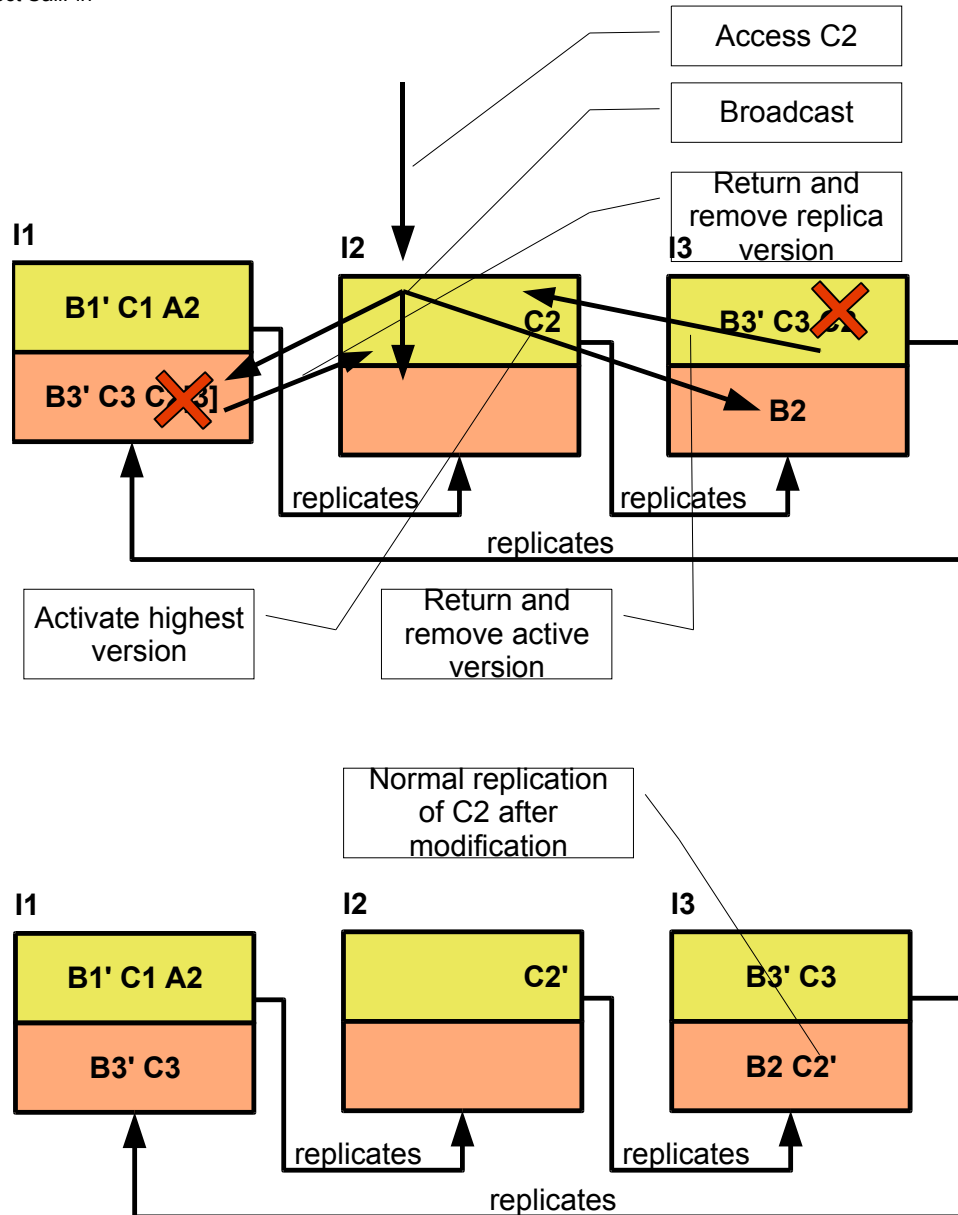 Access C2
Broadcast
Return and
remove replica
version
I1
I2
I3
B1' C1 A2
C2
B3' C3 C2
B3' C3
3]
B2
replicates
replicates
replicates
Activate highest
version
Return and
remove active
version
Normal replication
of C2 after
modification
I1
I2
I3
B1' C1 A2
C2'
B3' C3
B3' C3
B2 C2'
replicates
replicates
replicates